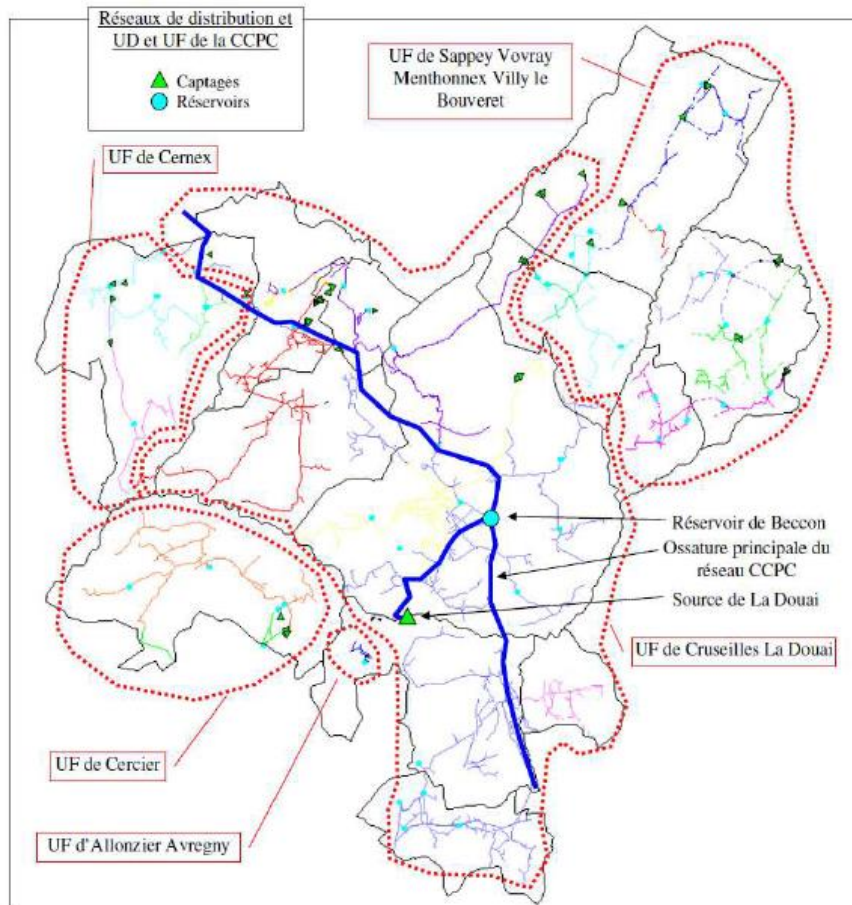 Réseaux de distribution et
UD et UF de la CCPC
Captages
Réservoirs
UF de Sappey Vovray
Menthonnex Villy le
Bouveret
UF de Cernex
Réservoir de Beccon
Ossature principale du
réseau CCPC
Source de La Douai
UF de Cruseilles La Douai
UF de Cercier
UF d'Allonzier Avregny